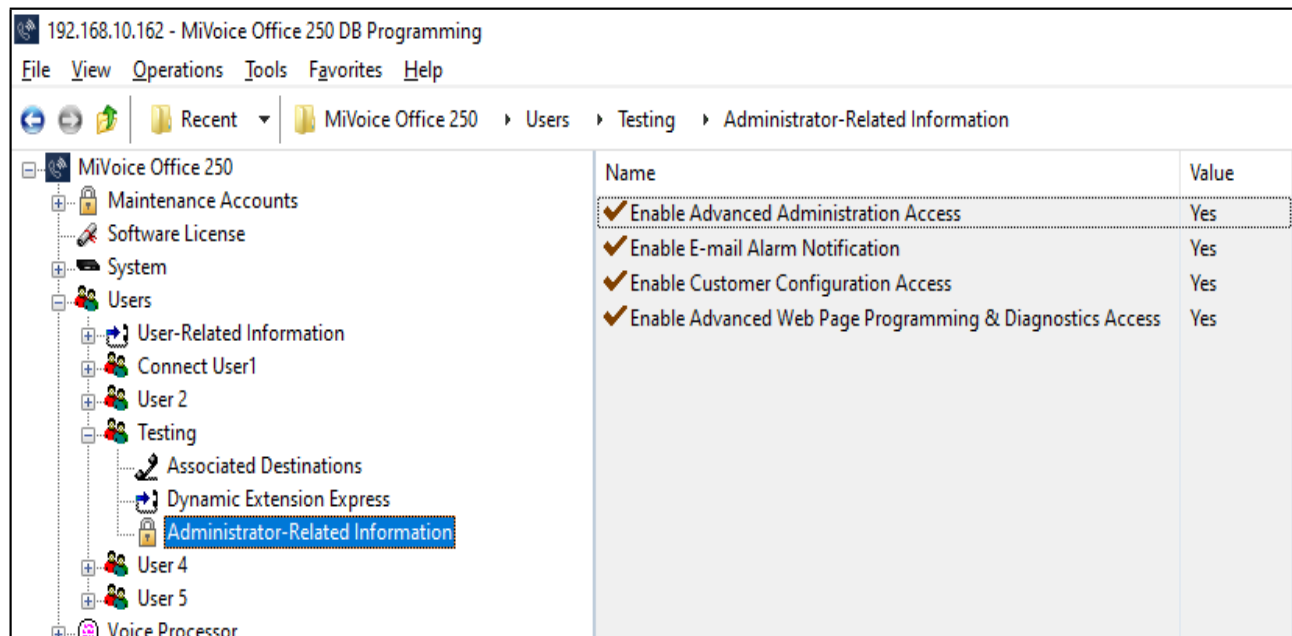 192.168.10.162 - MiVoice Office 250 DB Programming
File View Operations Tools Favorites Help
Recent MiVoice Office 250 Users Testing Administrator-Related Information
MiVoice Office 250
Maintenance Accounts
Software License
System
Users
User-Related Information
Connect User1
User 2
Testing
Associated Destinations
Dynamic Extension Express
Administrator-Related Information
User 4
User 5
Voice Processor
Name Value
Enable Advanced Administration Access Yes
Enable E-mail Alarm Notification Yes
Enable Customer Configuration Access Yes
Enable Advanced Web Page Programming & Diagnostics Access Yes